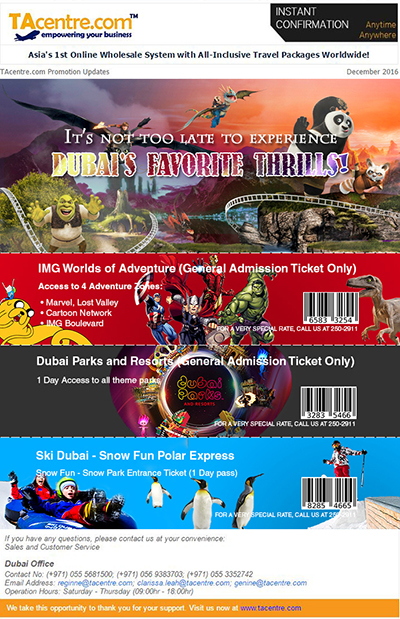 TAcentre.com™
empowering your business
INSTANT
CONFIRMATION Anytime
Anywhere
Asia's 1st Online Wholesale System with All-Inclusive Travel Packages Worldwide!
TAcentre.com Promotion Updates December 2016
IT'S NOT TOO LATE TO EXPERIENCE
DUBAI'S FAVORITE THRILLS!
IMG Worlds of Adventure (General Admission Ticket Only)
Access to 4 Adventure Zones:
• Marvel, Lost Valley
• Cartoon Network
• IMG Boulevard
6583 3254
FOR A VERY SPECIAL RATE, CALL US AT 250-2911
Dubai Parks and Resorts (General Admission Ticket Only)
1 Day Access to all theme parks
dubai
parks
AND RESORTS
3283 5466
FOR A VERY SPECIAL RATE, CALL US AT 250-2911
Ski Dubai - Snow Fun Polar Express
Snow Fun - Snow Park Entrance Ticket (1 Day pass)
8285 4665
FOR A VERY SPECIAL RATE, CALL US AT 250-2911
If you have any questions, please contact us at your convenience:
Sales and Customer Service
Dubai Office
Contact No: (+971) 055 5681500; (+971) 056 9383703; (+971) 055 3352742
Email Address: reginne@tacentre.com; clarissa.leah@tacentre.com; genine@tacentre.com
Operation Hours: Saturday - Thursday (09:00hr - 18:00hr)
We take this opportunity to thank you for your support. Visit us now at www.tacentre.com